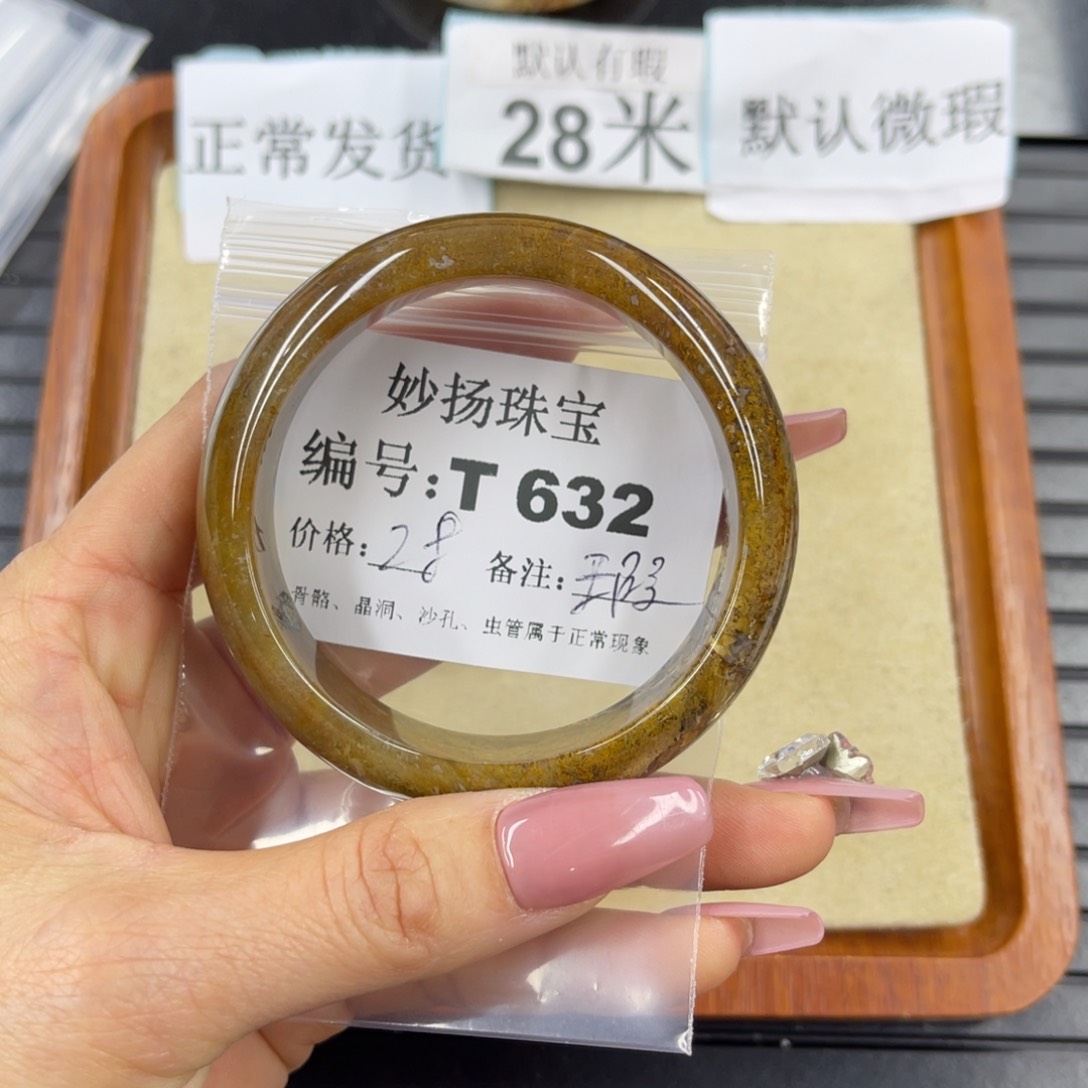 正常发货
默认有瑕
28米
默认微瑕
妙扬珠宝
编号:T 632
价格:28 备注:天瑕
骨骼、晶洞、沙孔、虫管属于正常现象